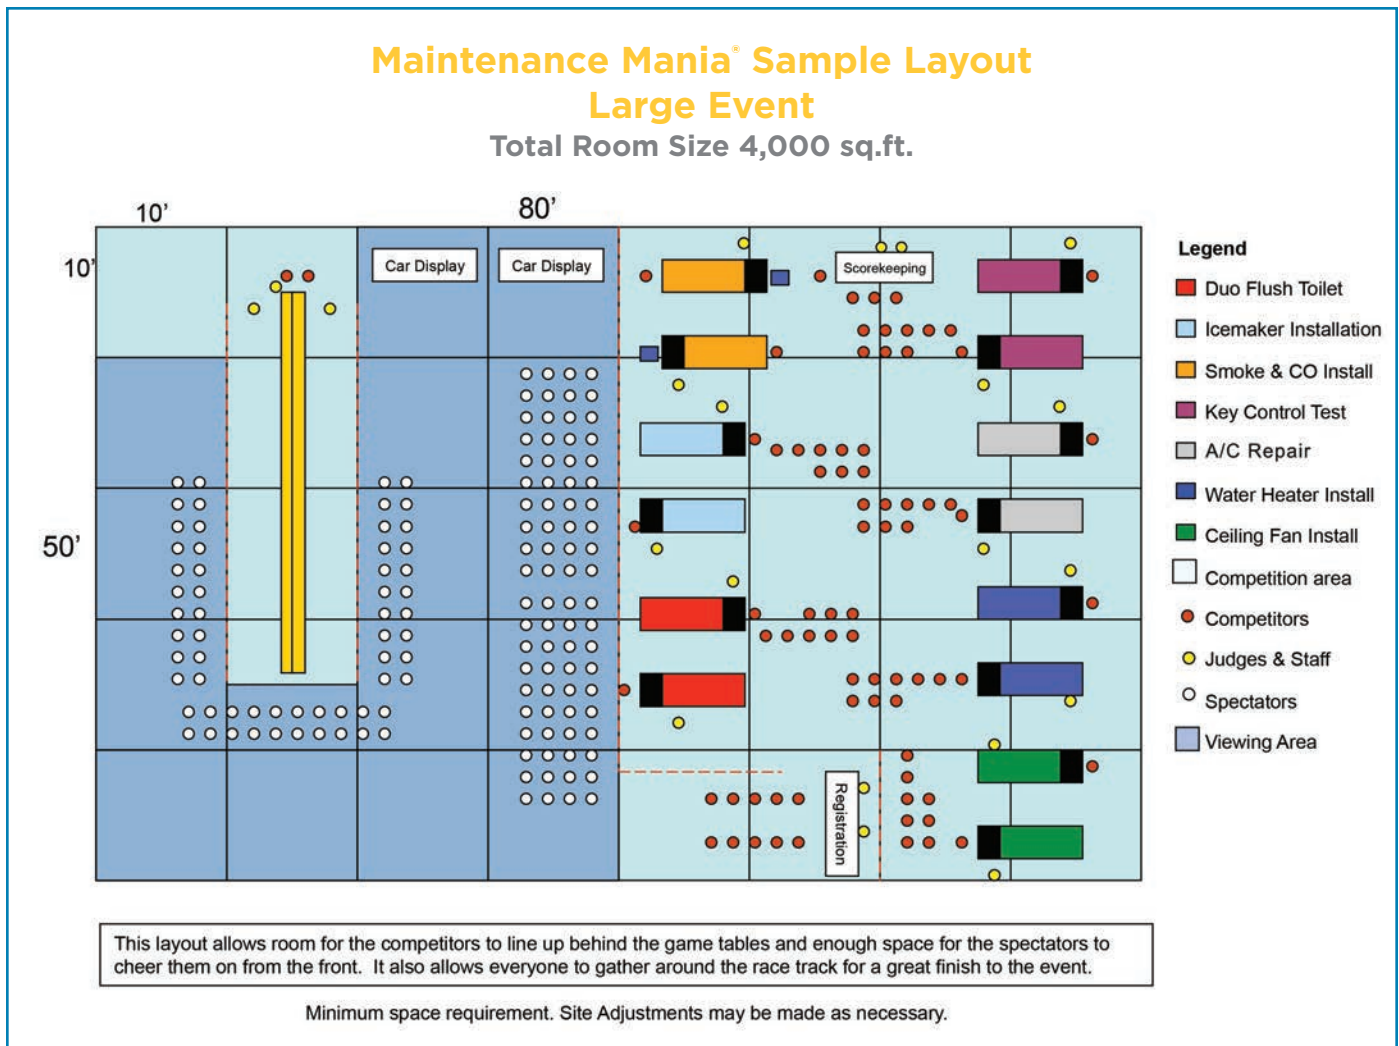 Maintenance Mania® Sample Layout
Large Event
Total Room Size 4,000 sq.ft.
10'
80'
10'
50'
Car Display
Car Display
Scorekeeping
Registration
Legend
Duo Flush Toilet
Icemaker Installation
Smoke & CO Install
Key Control Test
A/C Repair
Water Heater Install
Ceiling Fan Install
Competition area
Competitors
Judges & Staff
Spectators
Viewing Area
This layout allows room for the competitors to line up behind the game tables and enough space for the spectators to
cheer them on from the front. It also allows everyone to gather around the race track for a great finish to the event.
Minimum space requirement. Site Adjustments may be made as necessary.